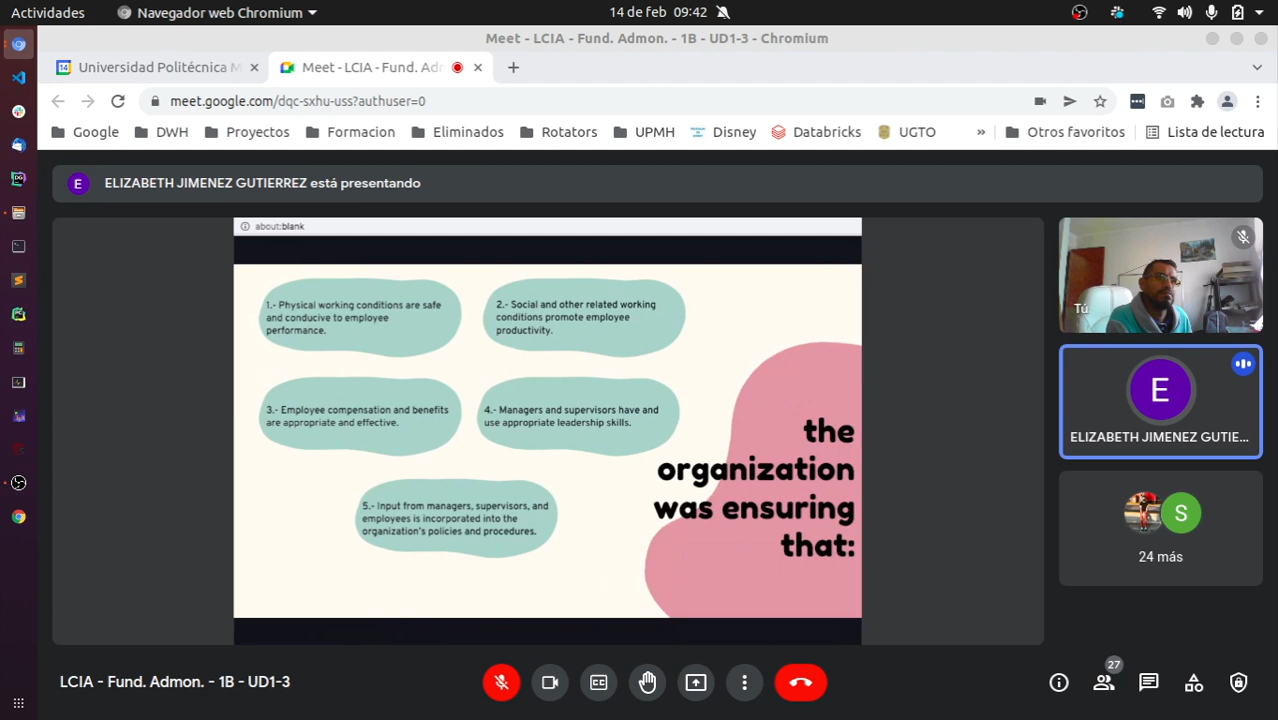 Actividades
Navegador web Chromium
14 de feb 09:42
Meet - LCIA - Fund. Admon. - 1B - UD1-3 - Chromium
14
Universidad Politécnica M
Meet - LCIA - Fund. Adm
meet.google.com/dqc-sxhu-uss?authuser=0
Google
DWH
Proyectos
Formacion
Eliminados
Rotators
UPMH
Disney
Databricks
UGTO
»
Otros favoritos
Lista de lectura
E
ELIZABETH JIMENEZ GUTIERREZ está presentando
about:blank
1.- Physical working conditions are safe
and conducive to employee
performance.
2.- Social and other related working
conditions promote employee
productivity.
3.- Employee compensation and benefits
are appropriate and effective.
4.- Managers and supervisors have and
use appropriate leadership skills.
5.- Input from managers, supervisors, and
employees is incorporated into the
organization's policies and procedures.
the
organization
was ensuring
that:
Tú
E
ELIZABETH JIMENEZ GUTIE...
S
24 más
LCIA - Fund. Admon. - 1B - UD1-3
27